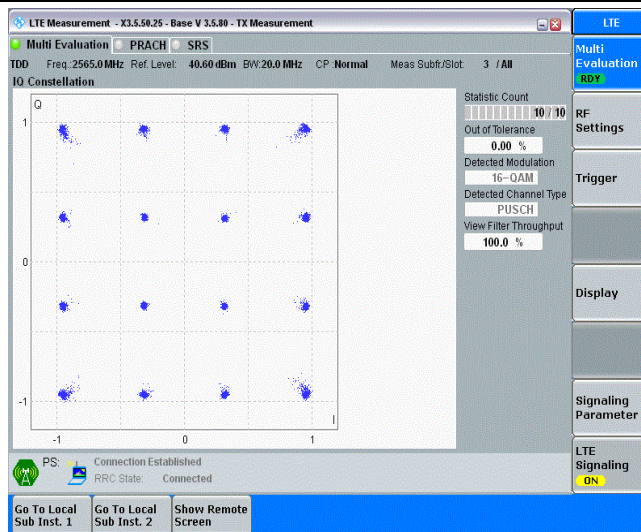 LTE Measurement - X3.5.50.25 - Base V 3.5.80 - TX Measurement
LTE
Multi Evaluation PRACH SRS
Multi
Evaluation
RDY
TDD Freq.:2565.0 MHz Ref. Level: 40.60 dBm BW:20.0 MHz CP :Normal Meas Subfr./Slot: 3 / All
IQ Constellation
Q
1
0
-1
I
-1 0 1
Statistic Count
10 / 10
Out of Tolerance
0.00 %
Detected Modulation
16-QAM
Detected Channel Type
PUSCH
View Filter Throughput
100.0 %
RF
Settings
Trigger
Display
Signaling
Parameter
LTE
Signaling
ON
PS: Connection Established
RRC State: Connected
Go To Local
Sub Inst. 1
Go To Local
Sub Inst. 2
Show Remote
Screen